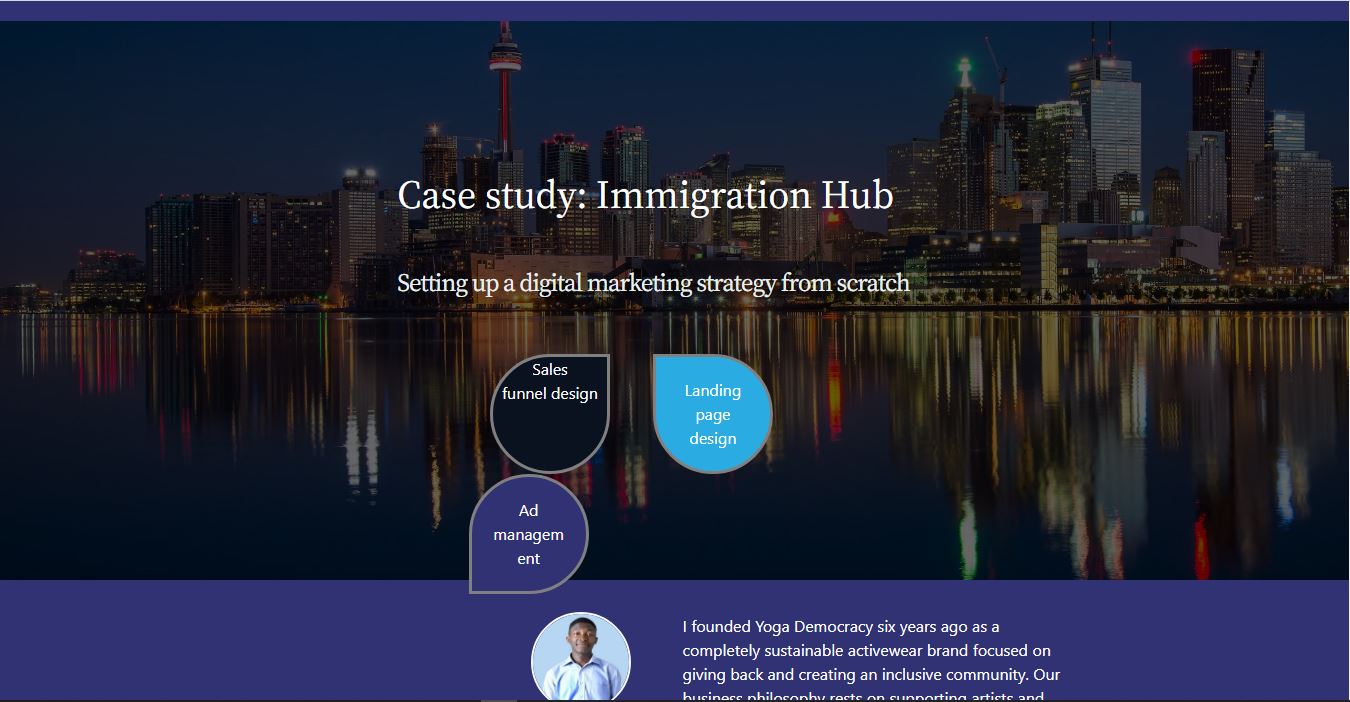 Case study: Immigration Hub
Setting up a digital marketing strategy from scratch
Sales
funnel design
Landing
page
design
Ad
managem
ent
I founded Yoga Democracy six years ago as a
completely sustainable activewear brand focused on
giving back and creating an inclusive community. Our
business philosophy rests on supporting artists and